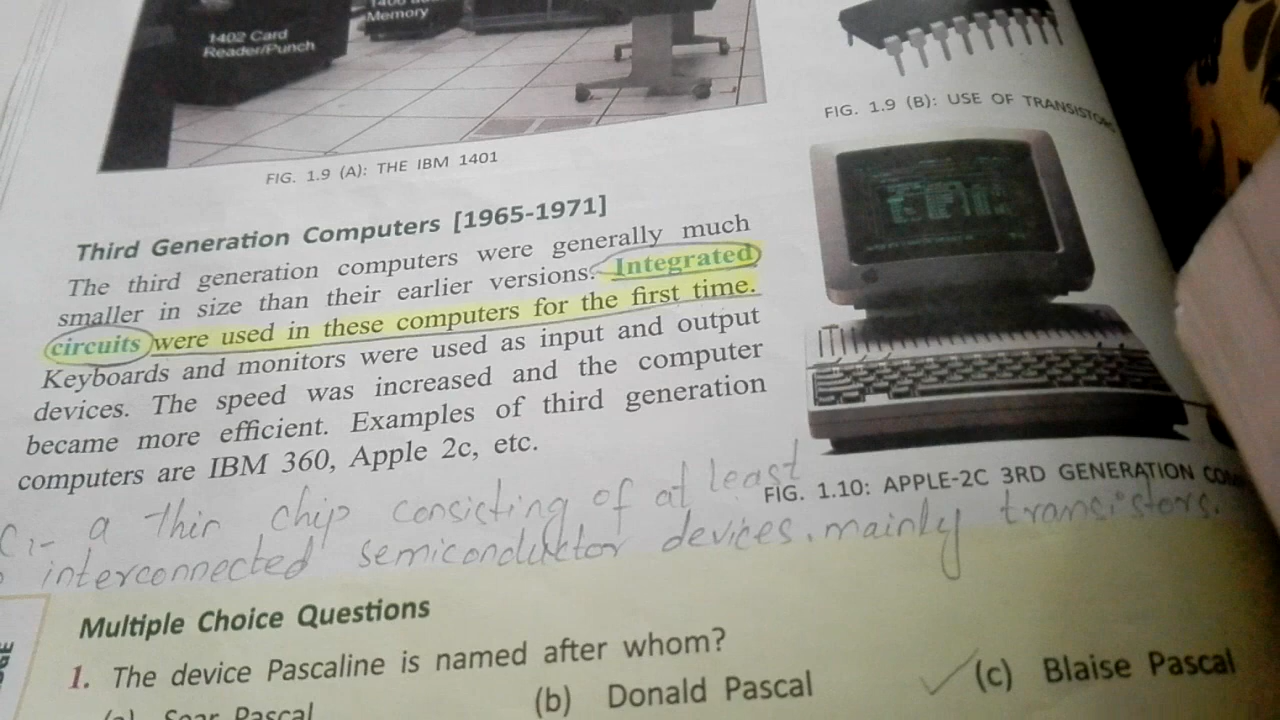 Memory
1402 Card
Reader/Punch
FIG. 1.9 (A): THE IBM 1401
FIG. 1.9 (B): USE OF TRANSISTORS
Third Generation Computers [1965-1971]
The third generation computers were generally much
smaller in size than their earlier versions. Integrated
circuits were used in these computers for the first time.
Keyboards and monitors were used as input and output
devices. The speed was increased and the computer
became more efficient. Examples of third generation
computers are IBM 360, Apple 2c, etc.
FIG. 1.10: APPLE-2C 3RD GENERATION
a thin chip consisting of at least
interconnected semiconductor devices. mainly transistors.
Multiple Choice Questions
1. The device Pascaline is named after whom?
(b) Donald Pascal
(c) Blaise Pascal
Pascal